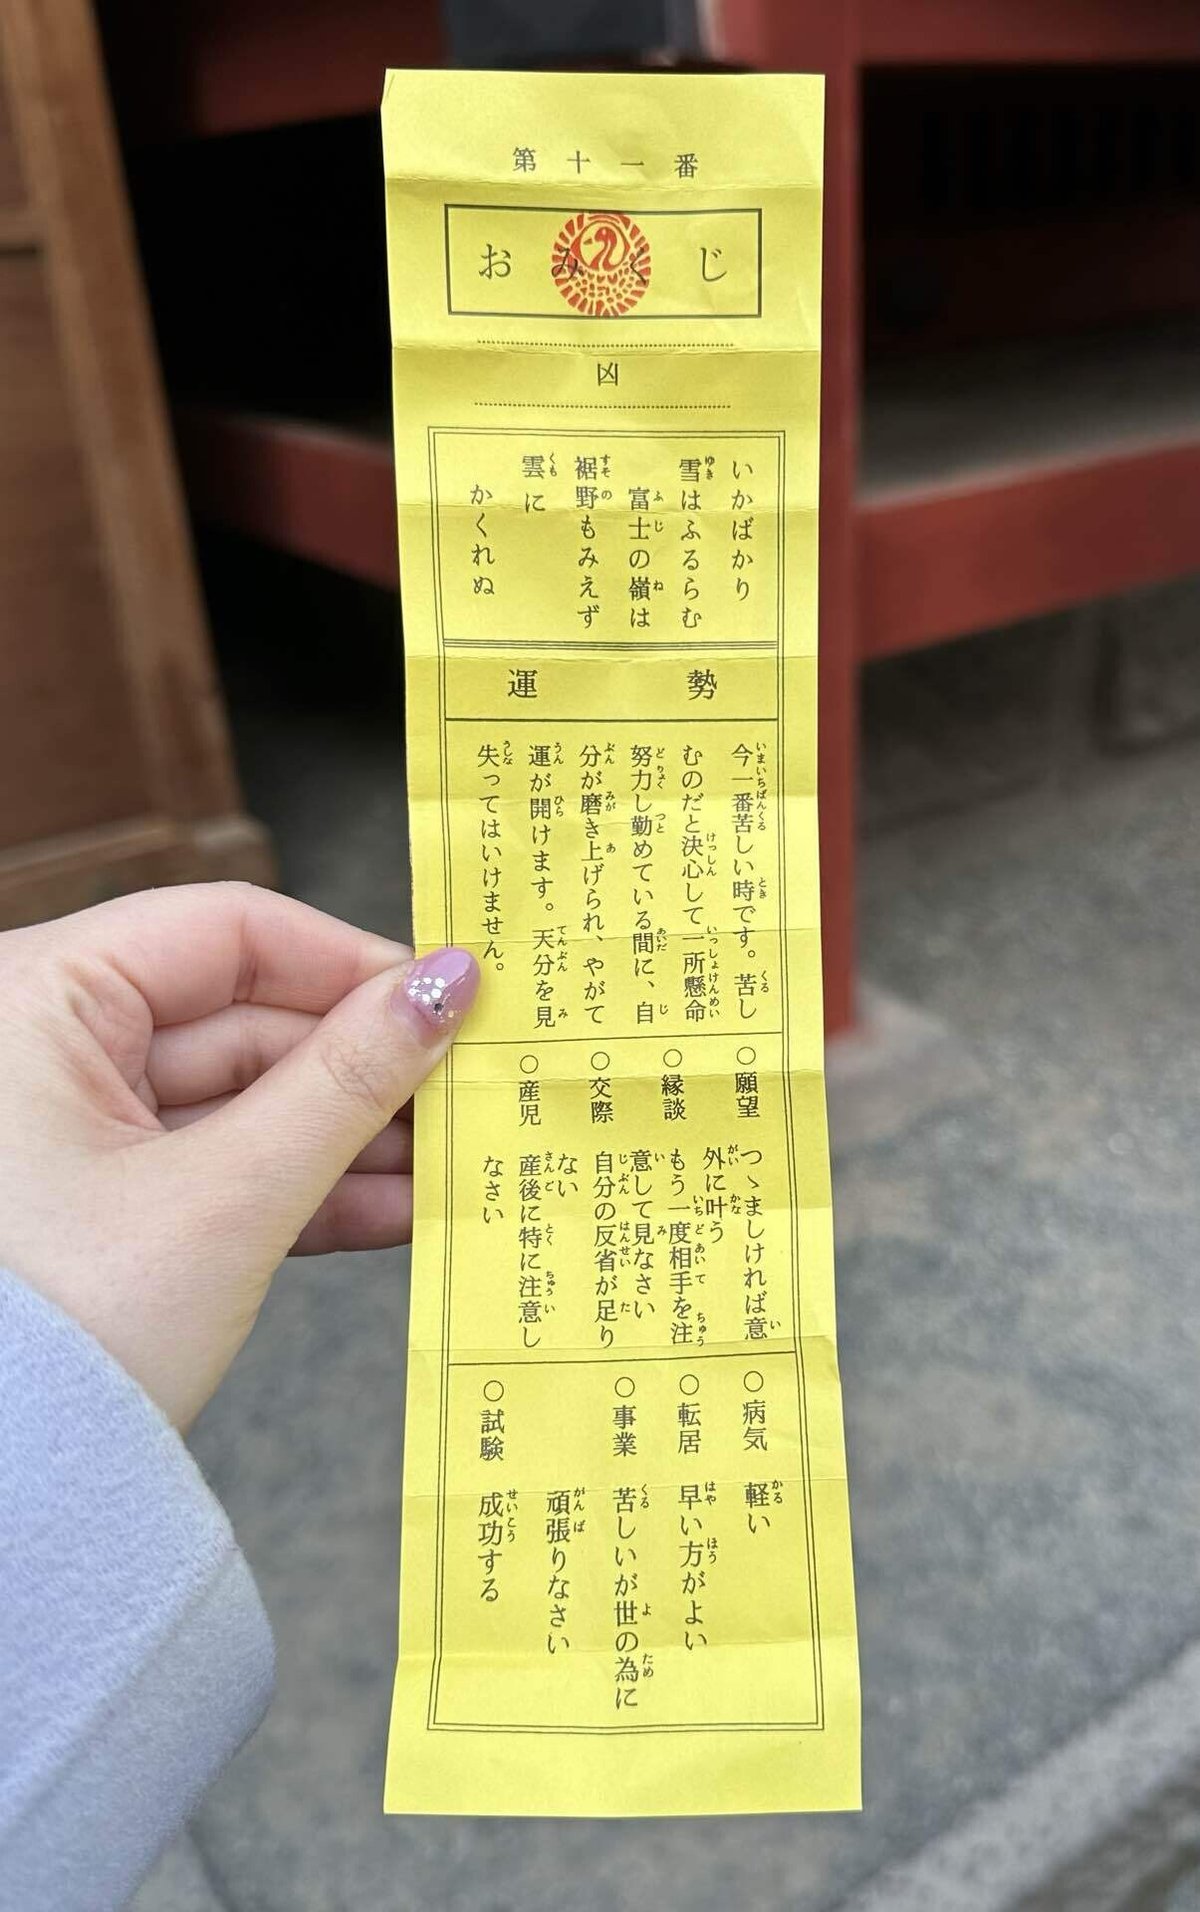 第十一番
おみくじ
凶
いかばかり
雪はふるらむ
富士の嶺は
裾野もみえず
雲に
かくれぬ
運勢
今一番苦しい時です。苦し
むのだと決心して一所懸命
努力し勤めている間に、自
分が磨き上げられ、やがて
運が開けます。天分を見
失ってはいけません。
○願望 つゝましければ意
外に叶う
○縁談 もう一度相手を注
意して見なさい
○交際 自分の反省が足り
ない
○産児 産後に特に注意し
なさい
○病気 軽い
○転居 早い方がよい
○事業 苦しいが世の為に
頑張りなさい
○試験 成功する